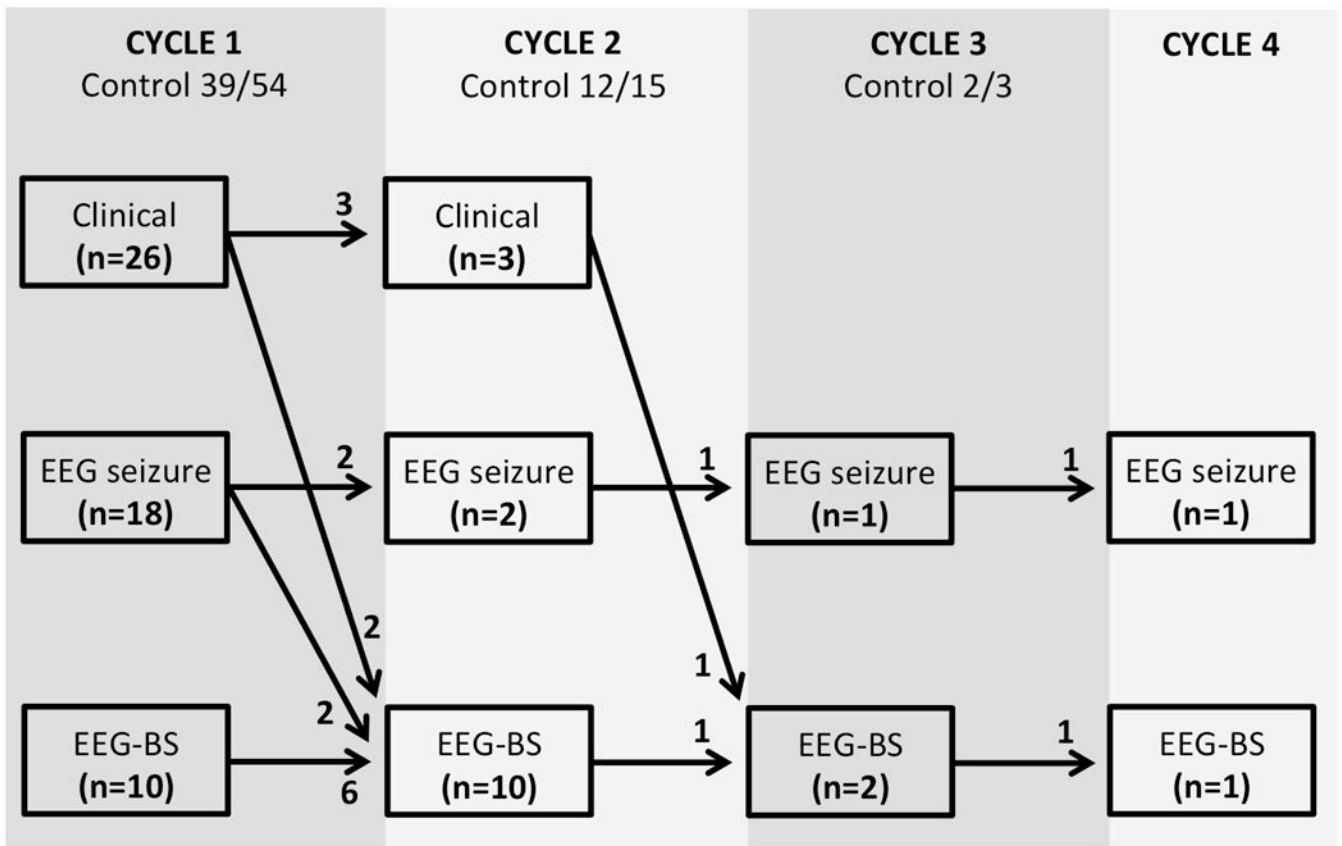 CYCLE 1
Control 39/54
CYCLE 2
Control 12/15
CYCLE 3
Control 2/3
CYCLE 4
Clinical
(n=26)
3
Clinical
(n=3)
EEG seizure
(n=18)
2
EEG seizure
(n=2)
1
EEG seizure
(n=1)
1
EEG seizure
(n=1)
2
2
1
EEG-BS
(n=10)
6
EEG-BS
(n=10)
1
EEG-BS
(n=2)
1
EEG-BS
(n=1)